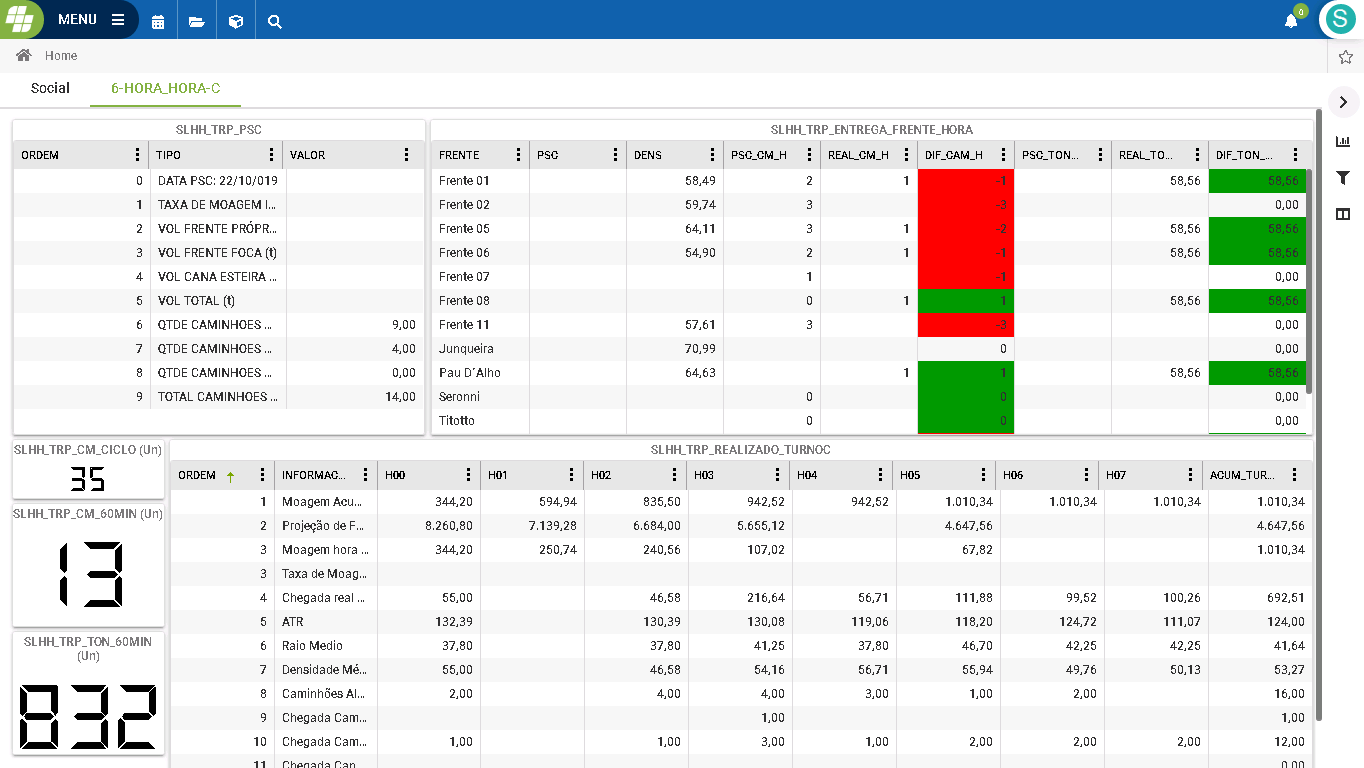 MENU
0
S
Home
Social 6-HORA_HORA-C
SLHH_TRP_PSC
ORDEM TIPO VALOR
0 DATA PSC: 22/10/019
1 TAXA DE MOAGEM I...
2 VOL FRENTE PRÓPR...
3 VOL FRENTE FOCA (t)
4 VOL CANA ESTEIRA ...
5 VOL TOTAL (t)
6 QTDE CAMINHOES ... 9,00
7 QTDE CAMINHOES ... 4,00
8 QTDE CAMINHOES ... 0,00
9 TOTAL CAMINHOES ... 14,00
SLHH_TRP_ENTREGA_FRENTE_HORA
FRENTE PSC DENS PSC_CM_H REAL_CM_H DIF_CAM_H PSC_TON... REAL_TO... DIF_TON_...
Frente 01 58,49 2 1 -1 58,56 58,56
Frente 02 59,74 3 -3 0,00
Frente 05 64,11 3 1 -2 58,56 58,56
Frente 06 54,90 2 1 -1 58,56 58,56
Frente 07 1 -1 0,00
Frente 08 0 1 1 58,56 58,56
Frente 11 57,61 3 -3 0,00
Junqueira 70,99 0 0,00
Pau D´Alho 64,63 1 1 58,56 58,56
Seronni 0 0 0,00
Titotto 0 0 0,00
SLHH_TRP_CM_CICLO (Un)
35
SLHH_TRP_CM_60MIN (Un)
13
SLHH_TRP_TON_60MIN
(Un)
832
SLHH_TRP_REALIZADO_TURNOC
ORDEM INFORMAC... H00 H01 H02 H03 H04 H05 H06 H07 ACUM_TUR...
1 Moagem Acu... 344,20 594,94 835,50 942,52 942,52 1.010,34 1.010,34 1.010,34 1.010,34
2 Projeção de F... 8.260,80 7.139,28 6.684,00 5.655,12 4.647,56 4.647,56
3 Moagem hora ... 344,20 250,74 240,56 107,02 67,82 1.010,34
3 Taxa de Moag...
4 Chegada real ... 55,00 46,58 216,64 56,71 111,88 99,52 100,26 692,51
5 ATR 132,39 130,39 130,08 119,06 118,20 124,72 111,07 124,00
6 Raio Medio 37,80 37,80 41,25 37,80 46,70 42,25 42,25 41,64
7 Densidade Mé... 55,00 46,58 54,16 56,71 55,94 49,76 50,13 53,27
8 Caminhões Al... 2,00 4,00 4,00 3,00 1,00 2,00 16,00
9 Chegada Cam... 1,00 1,00
10 Chegada Cam... 1,00 1,00 3,00 1,00 2,00 2,00 2,00 12,00
11 Chegada Can... 0,00